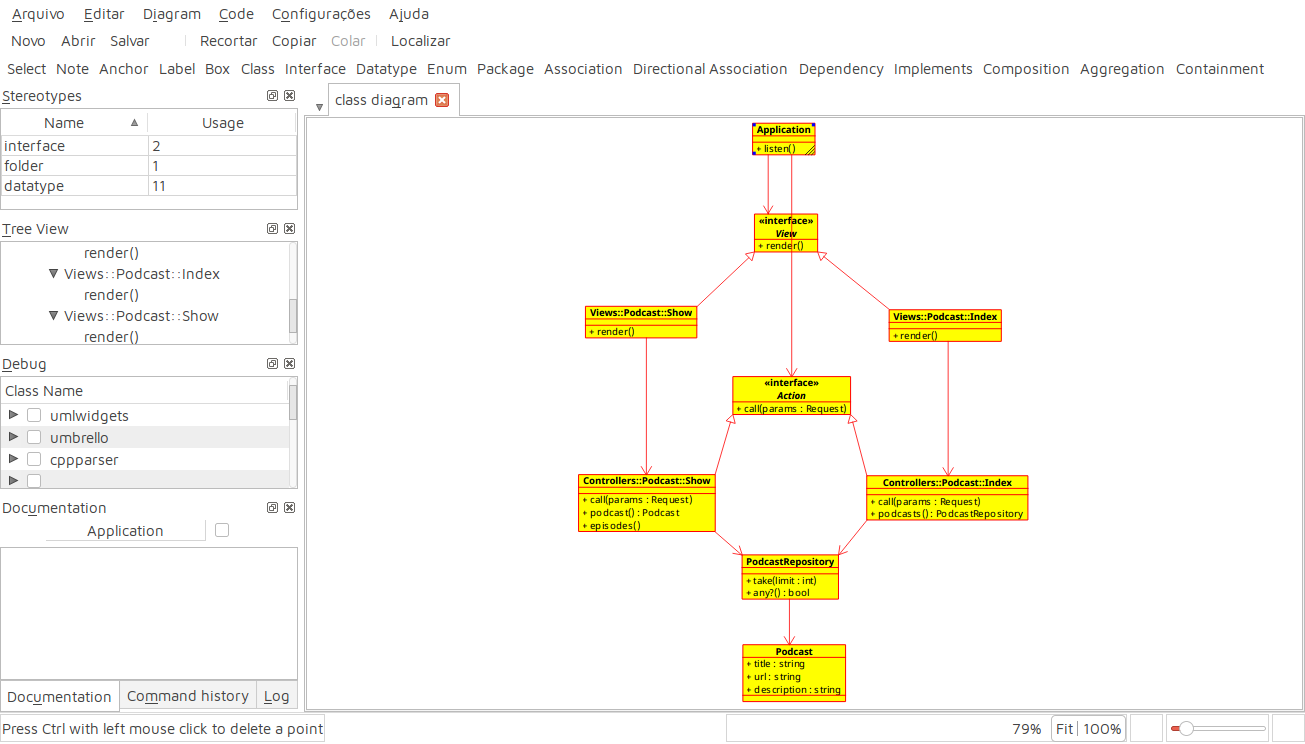 Arquivo Editar Diagram Code Configurações Ajuda
Novo Abrir Salvar Recortar Copiar Colar Localizar
Select Note Anchor Label Box Class Interface Datatype Enum Package Association Directional Association Dependency Implements Composition Aggregation Containment
Stereotypes
Name Usage
interface 2
folder 1
datatype 11
Tree View
render()
Views::Podcast::Index
render()
Views::Podcast::Show
render()
Debug
Class Name
umlwidgets
umbrello
cppparser
Documentation
Application
Documentation Command history Log
class diagram
Application
+ listen()
«interface»
View
+ render()
Views::Podcast::Show
+ render()
Views::Podcast::Index
+ render()
«interface»
Action
+ call(params : Request)
Controllers::Podcast::Show
+ call(params : Request)
+ podcast() : Podcast
+ episodes()
Controllers::Podcast::Index
+ call(params : Request)
+ podcasts() : PodcastRepository
PodcastRepository
+ take(limit : int)
+ any?() : bool
Podcast
+ title : string
+ url : string
+ description : string
Press Ctrl with left mouse click to delete a point
79% Fit 100%